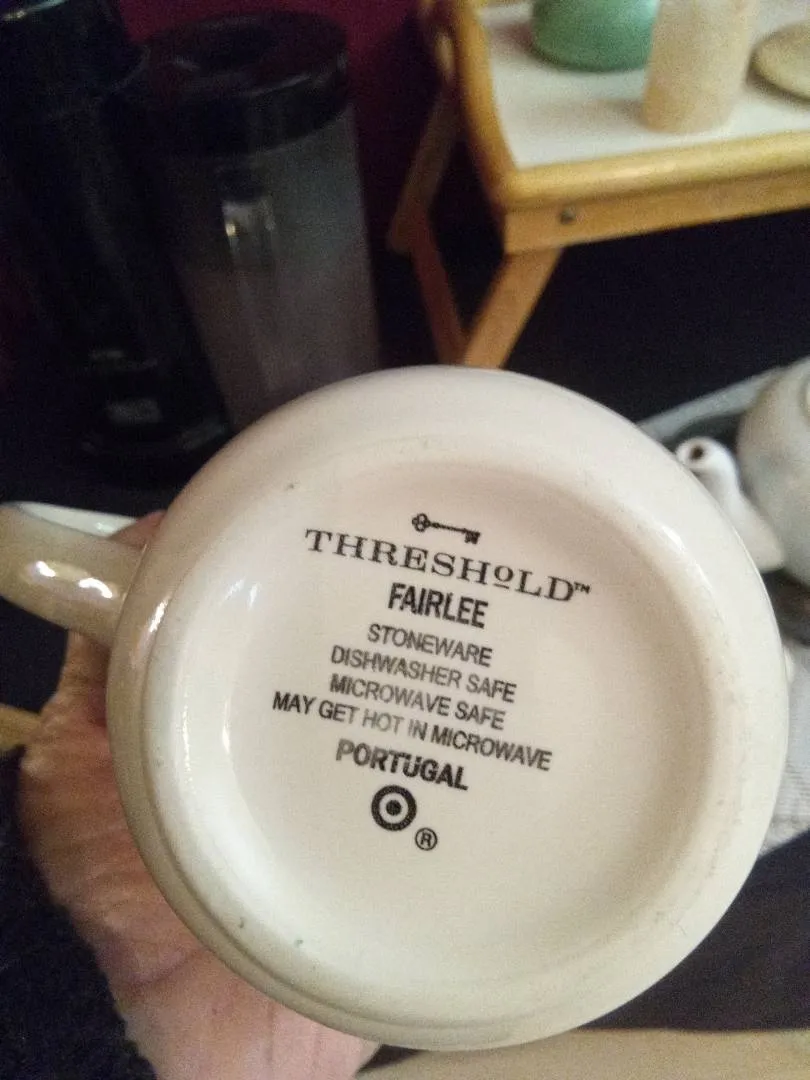 THRESHOLD™
FAIRLEE
STONEWARE
DISHWASHER SAFE
MICROWAVE SAFE
MAY GET HOT IN MICROWAVE
PORTUGAL
®